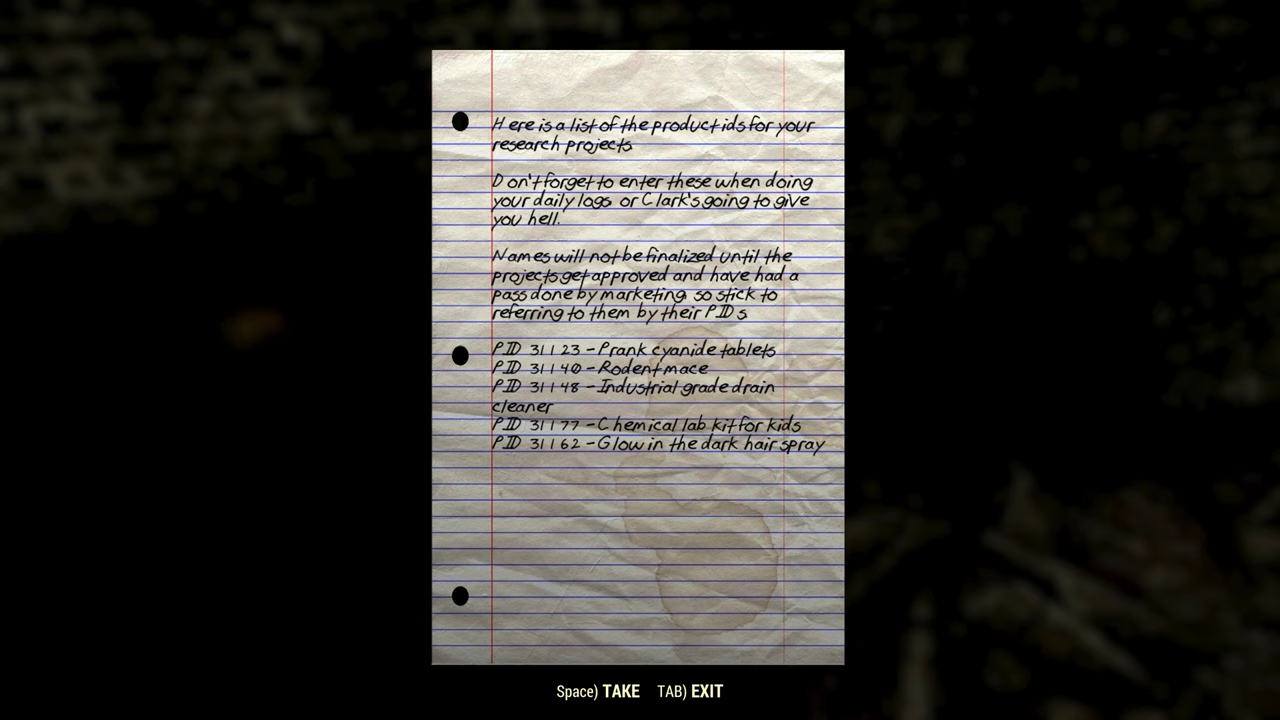 Here is a list of the product ids for your
research projects.
Don't forget to enter these when doing
your daily logs, or Clark's going to give
you hell.
Names will not be finalized until the
projects get approved and have had a
pass done by marketing, so stick to
referring to them by their PIDs.
PID 31123 - Prank cyanide tablets
PID 31140 - Rodent mace
PID 31148 - Industrial grade drain
cleaner
PID 31177 - Chemical lab kit for kids
PID 31162 - Glow in the dark hair spray
Space) TAKE TAB) EXIT